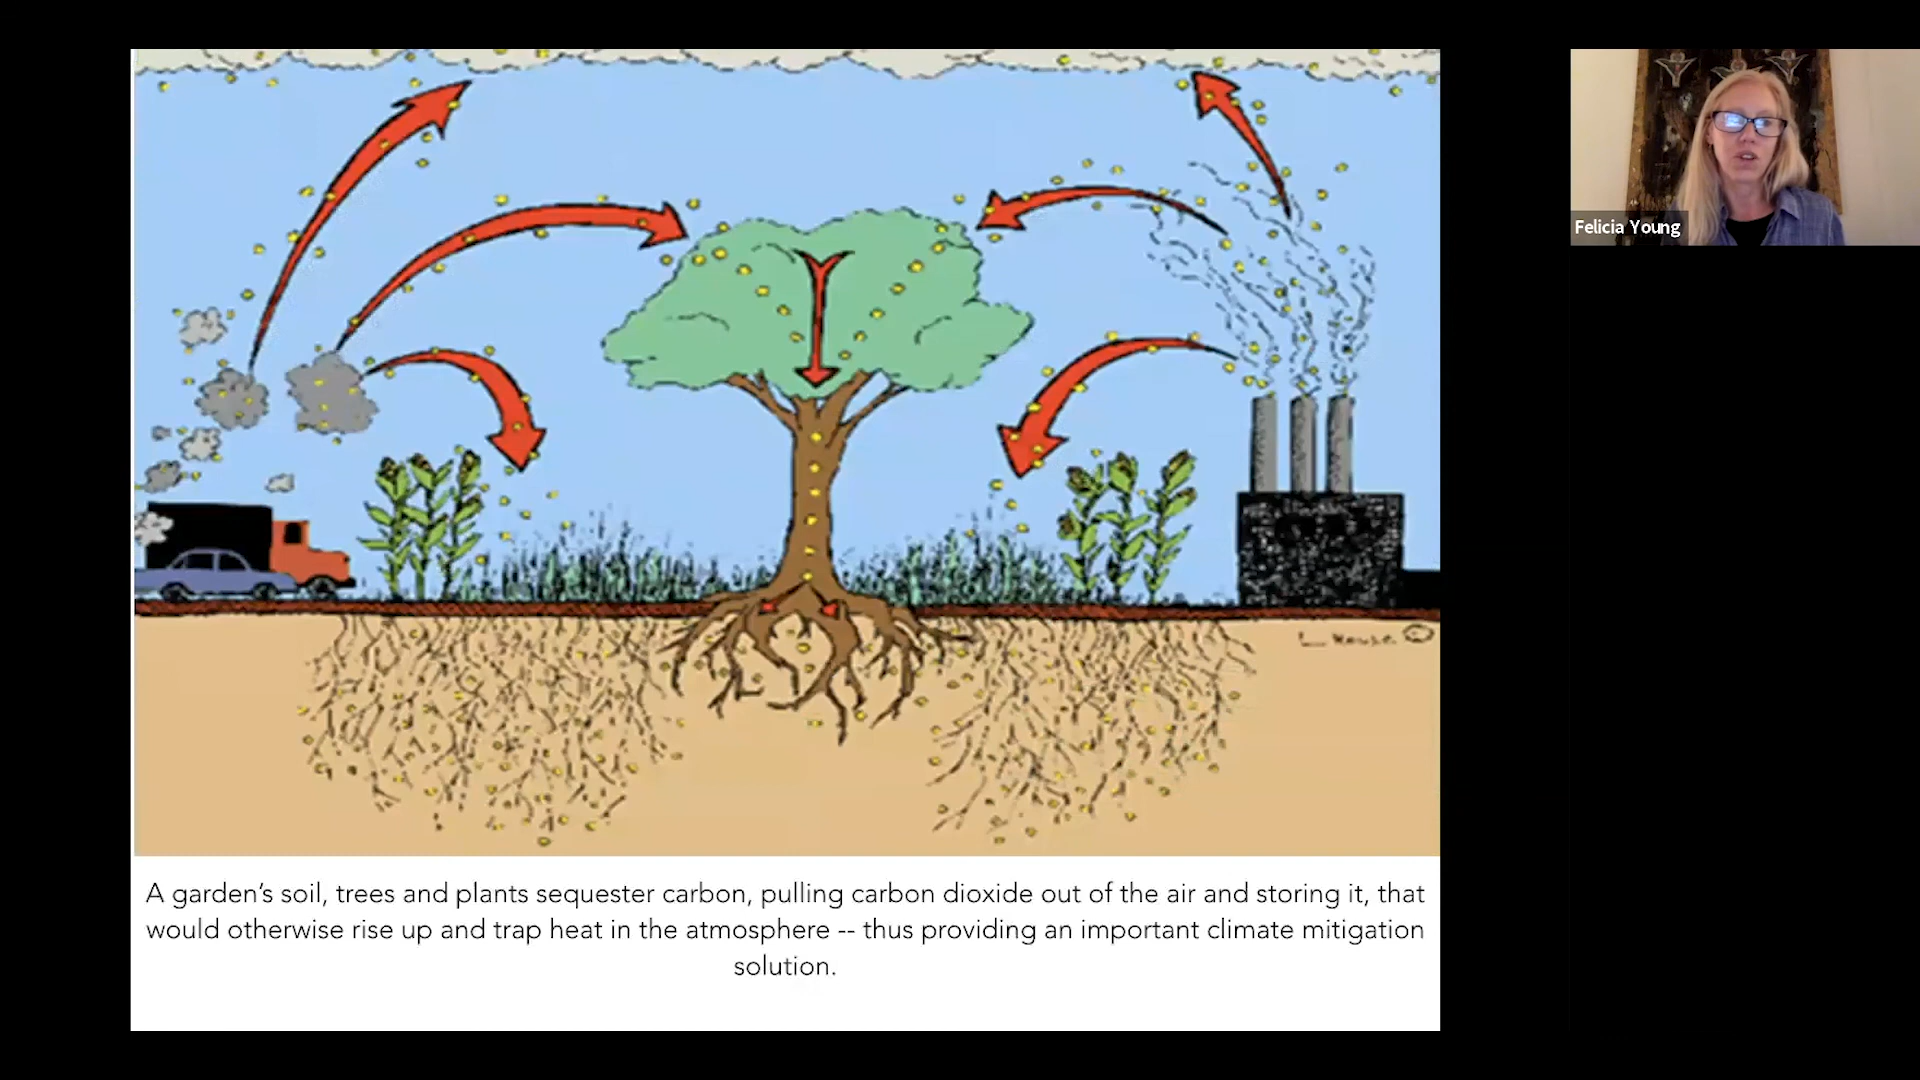 Felicia Young
A garden's soil, trees and plants sequester carbon, pulling carbon dioxide out of the air and storing it, that
would otherwise rise up and trap heat in the atmosphere -- thus providing an important climate mitigation
solution.